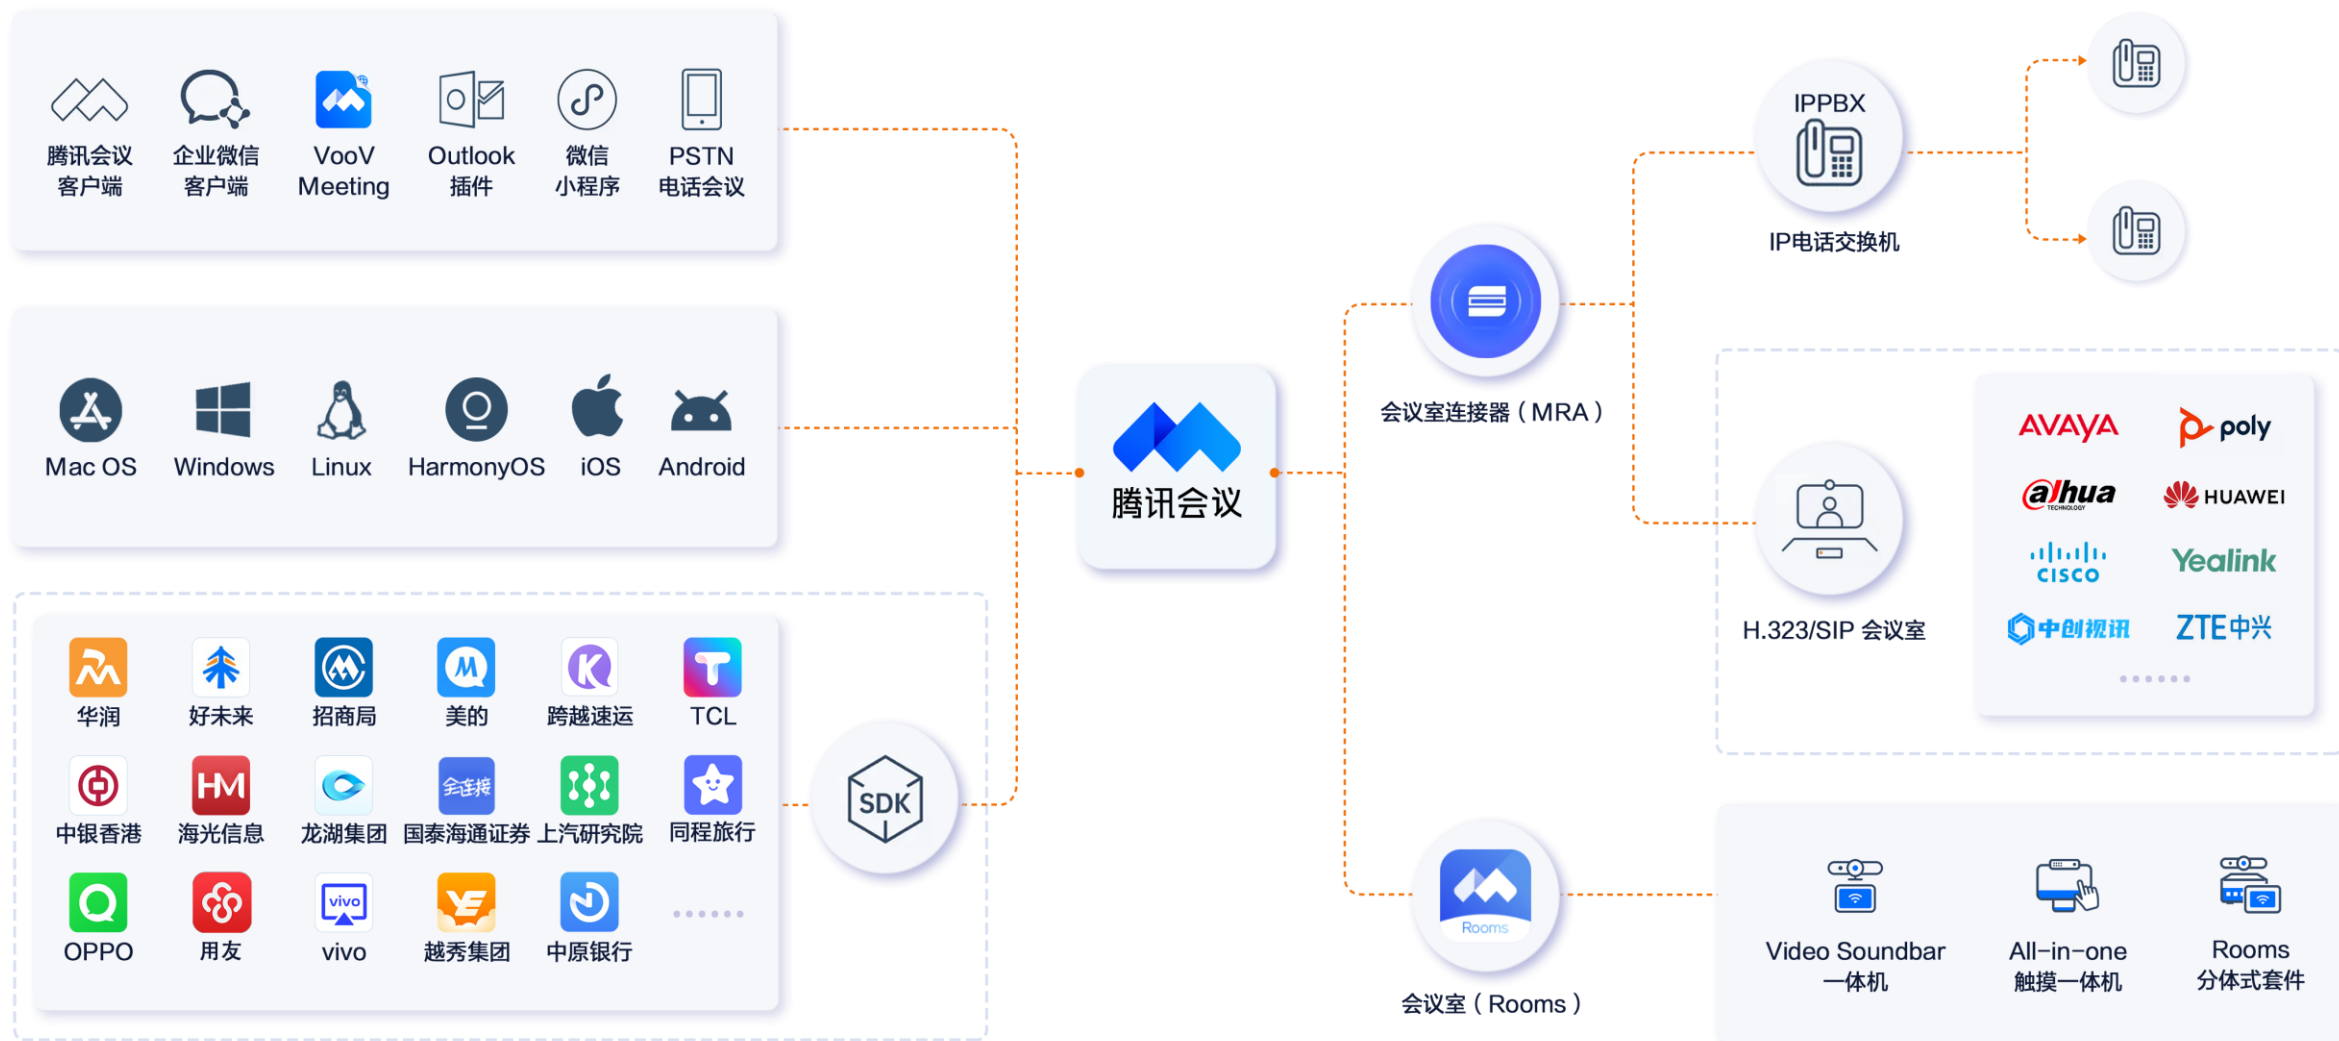 腾讯会议
客户端
企业微信
客户端
VooV
Meeting
Outlook
插件
微信
小程序
PSTN
电话会议
Mac OS
Windows
Linux
HarmonyOS
iOS
Android
华润
好未来
招商局
美的
跨越速运
TCL
中银香港
HM
海光信息
龙湖集团
全连接
国泰海通证券
上汽研究院
同程旅行
OPPO
用友
vivo
vivo
YE
越秀集团
中原银行
······
SDK
腾讯会议
会议室连接器（MRA）
IPPBX
IP电话交换机
H.323/SIP 会议室
AVAYA
poly
alhua
TECHNOLOGY
HUAWEI
CISCO
Yealink
中创视讯
ZTE中兴
······
Rooms
会议室（Rooms）
Video Soundbar
一体机
All-in-one
触摸一体机
Rooms
分体式套件